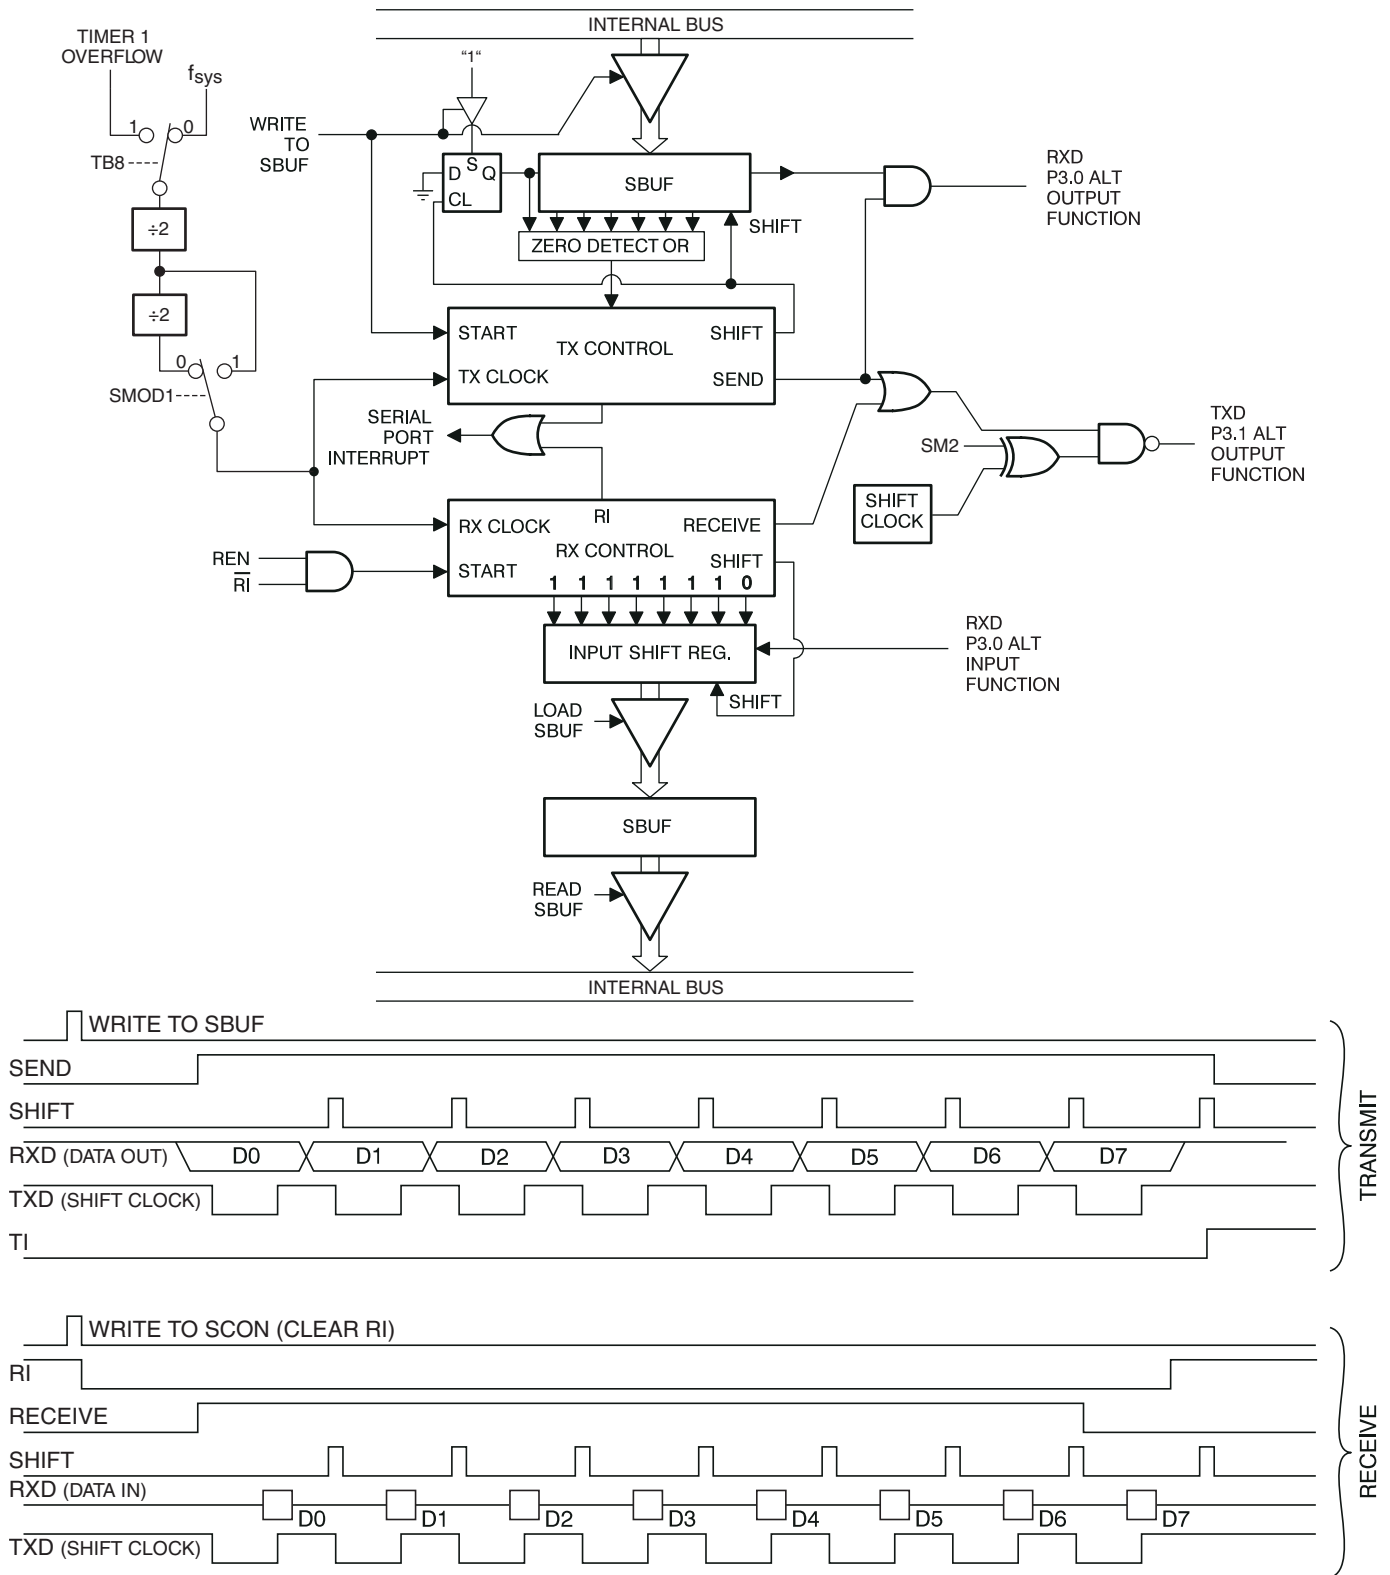 INTERNAL BUS
TIMER 1
OVERFLOW
fsys
"1"
1
0
TB8
WRITE
TO
SBUF
D
S
Q
CL
SBUF
RXD
P3.0 ALT
OUTPUT
FUNCTION
÷2
SHIFT
ZERO DETECT OR
÷2
START
SHIFT
TX CONTROL
0
1
TX CLOCK
SEND
SMOD1
SERIAL
PORT
INTERRUPT
SM2
TXD
P3.1 ALT
OUTPUT
FUNCTION
SHIFT
CLOCK
RX CLOCK
RI
RECEIVE
RX CONTROL
REN
RI
SHIFT
START
1 1 1 1 1 1 1 0
INPUT SHIFT REG.
RXD
P3.0 ALT
INPUT
FUNCTION
SHIFT
LOAD
SBUF
SBUF
READ
SBUF
INTERNAL BUS
WRITE TO SBUF
SEND
SHIFT
RXD (DATA OUT) D0 D1 D2 D3 D4 D5 D6 D7
TXD (SHIFT CLOCK)
TI
TRANSMIT
WRITE TO SCON (CLEAR RI)
RI
RECEIVE
SHIFT
RXD (DATA IN)
D0 D1 D2 D3 D4 D5 D6 D7
TXD (SHIFT CLOCK)
RECEIVE